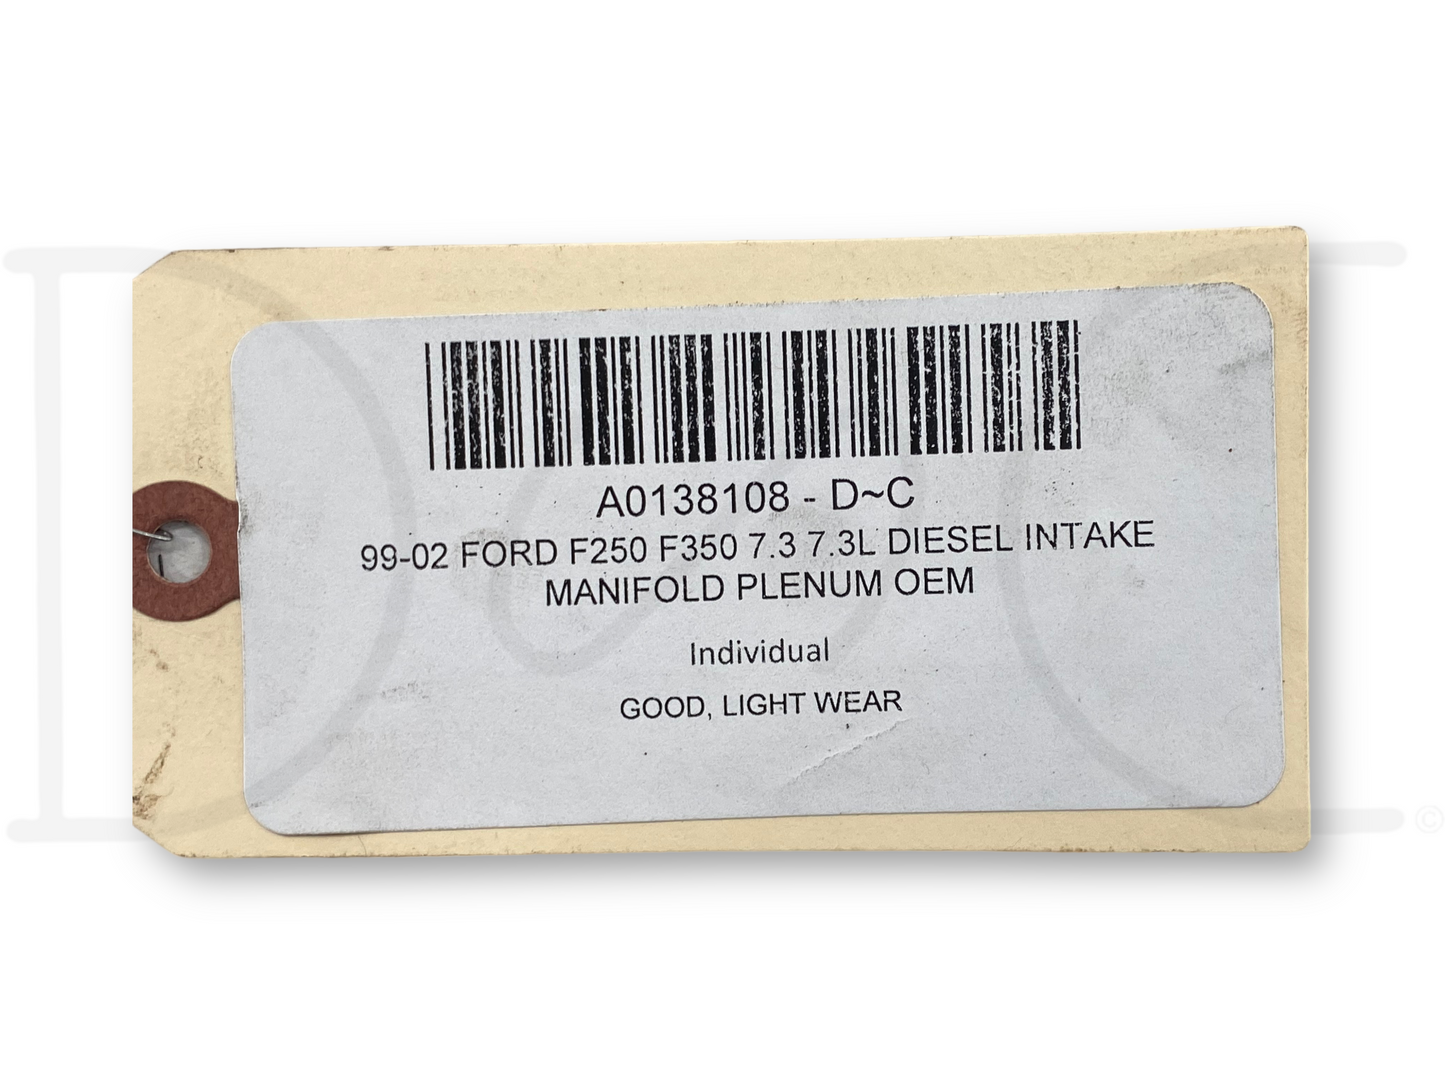 A0138108 - D~C
99-02 FORD F250 F350 7.3 7.3L DIESEL INTAKE
MANIFOLD PLENUM OEM
Individual
GOOD, LIGHT WEAR
©